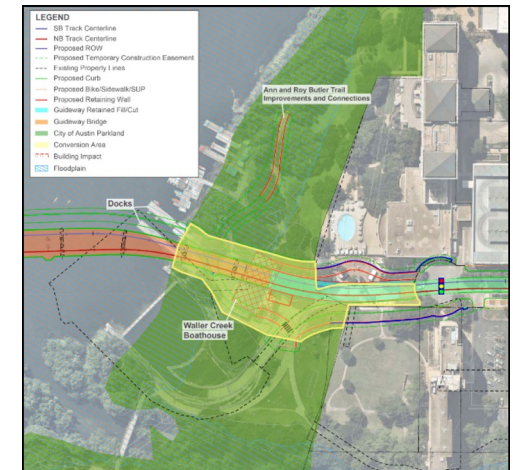 LEGEND
SB Track Centerline
NB Track Centerline
Proposed ROW
Proposed Temporary Construction Easement
Existing Property Lines
Proposed Curb
Proposed Bike/Sidewalk/SUP
Proposed Retaining Wall
Guideway Retained Fill/Cut
Guideway Bridge
City of Austin Parkland
Conversion Area
Building Impact
Floodplain
Ann and Roy Butler Trail
Improvements and Connections
Docks
Waller Creek
Boathouse